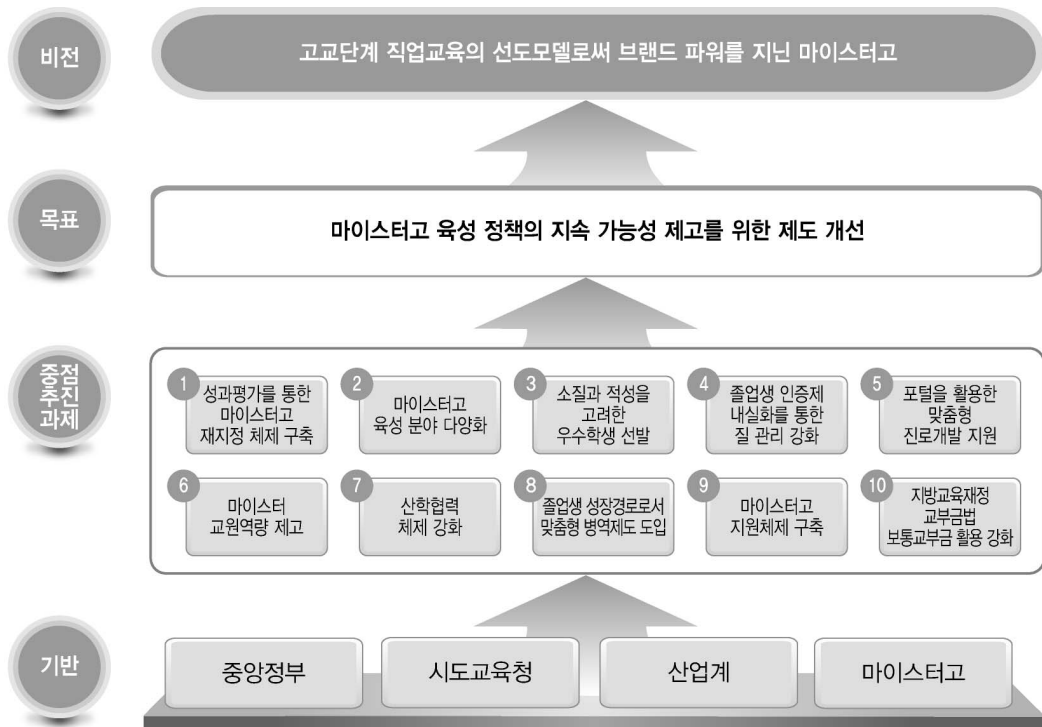 비전
고교단계 직업교육의 선도모델로써 브랜드 파워를 지닌 마이스터고
목표
마이스터고 육성 정책의 지속 가능성 제고를 위한 제도 개선
중점
추진
과제
1
성과평가를 통한
마이스터고
재지정 체제 구축
2
마이스터고
육성 분야 다양화
3
소질과 적성을
고려한
우수학생 선발
4
졸업생 인증제
내실화를 통한
질 관리 강화
5
포털을 활용한
맞춤형
진로개발 지원
6
마이스터
교원역량 제고
7
산학협력
체제 강화
8
졸업생 성장경로로서
맞춤형 병역제도 도입
9
마이스터고
지원체제 구축
10
지방교육재정
교부금법
보통교부금 활용 강화
기반
중앙정부
시도교육청
산업계
마이스터고